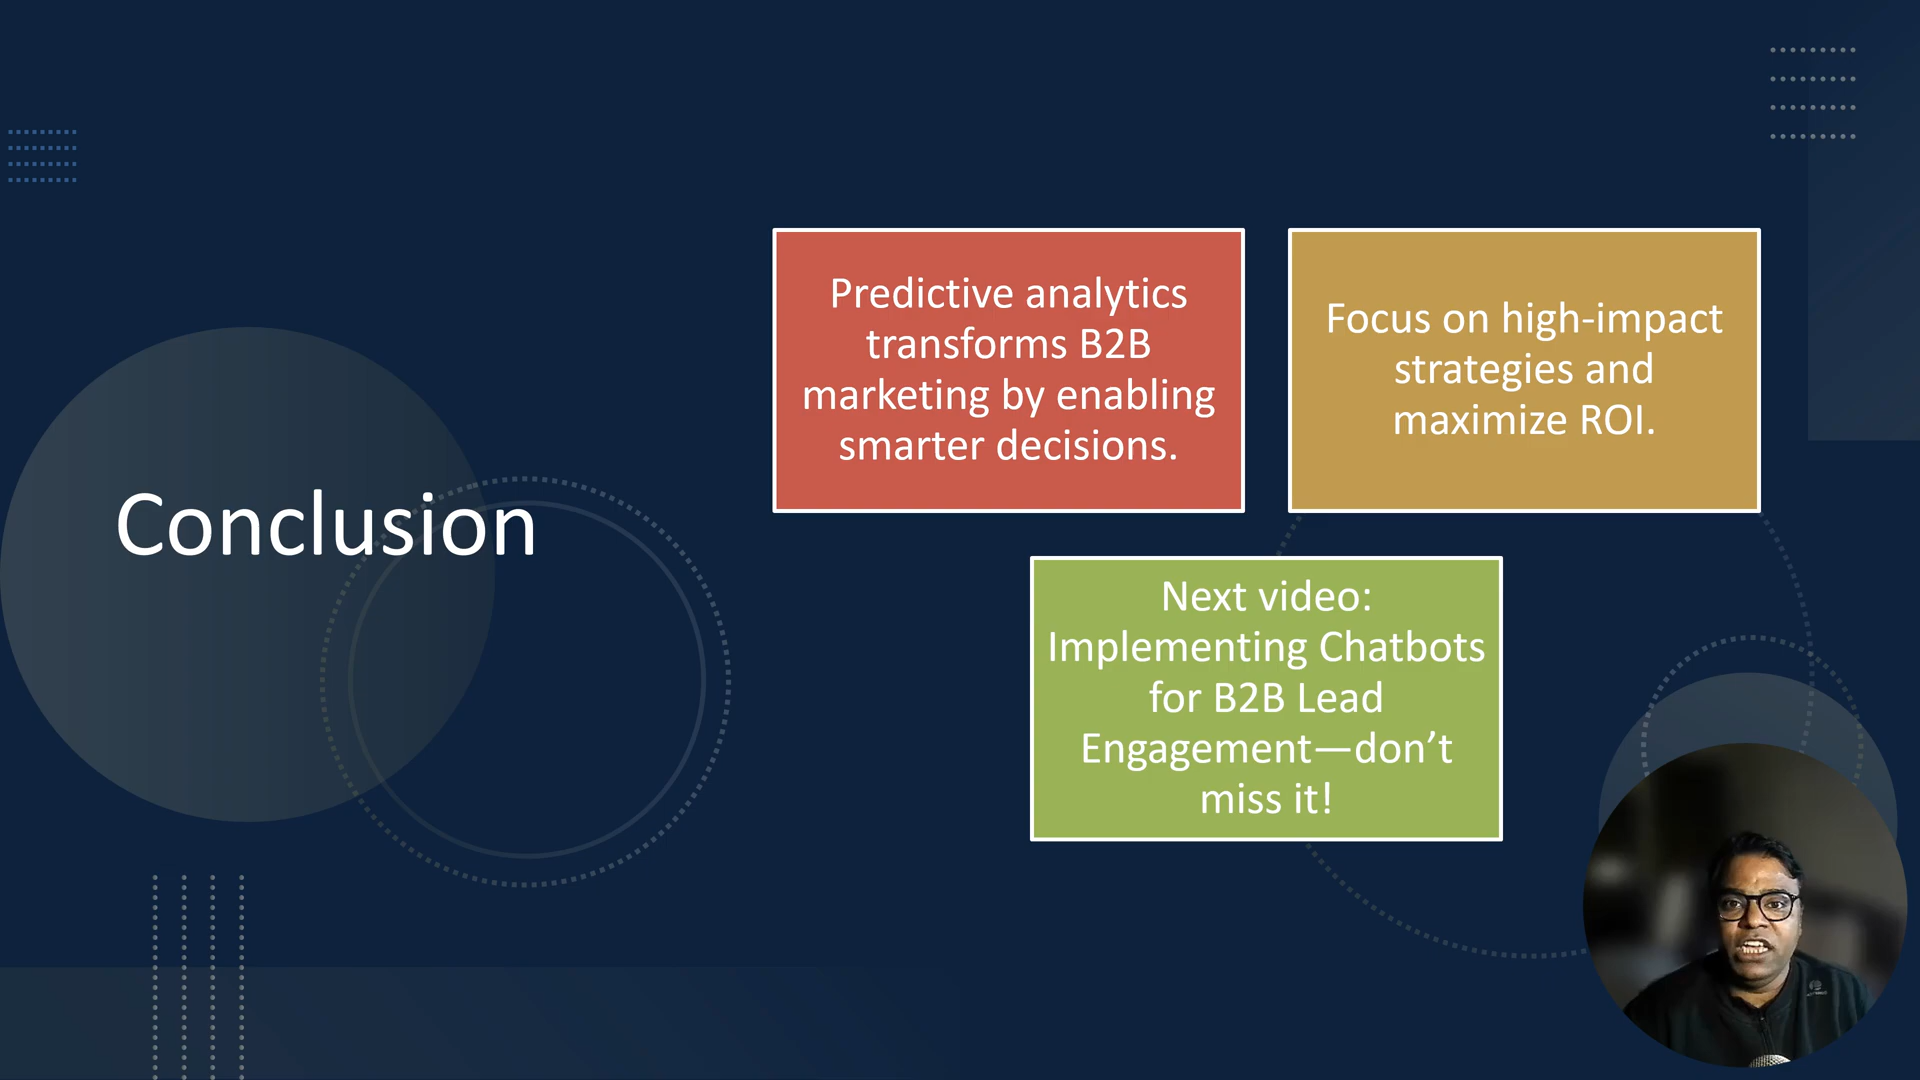 Conclusion
Predictive analytics
transforms B2B
marketing by enabling
smarter decisions.
Focus on high-impact
strategies and
maximize ROI.
Next video:
Implementing Chatbots
for B2B Lead
Engagement—don’t
miss it!